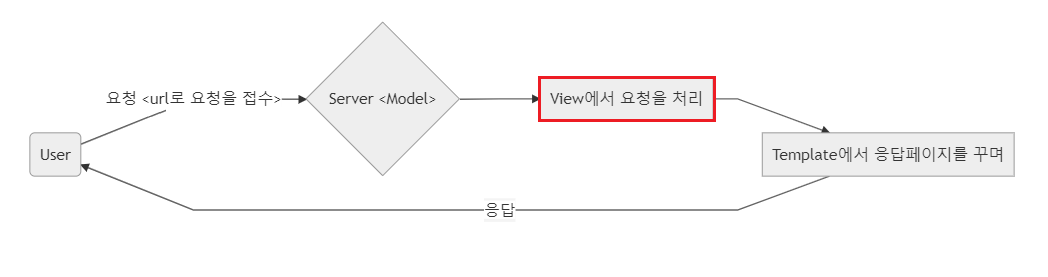 요청 <url로 요청을 접수>
Server <Model>
View에서 요청을 처리
User
Template에서 응답페이지를 꾸며
응답